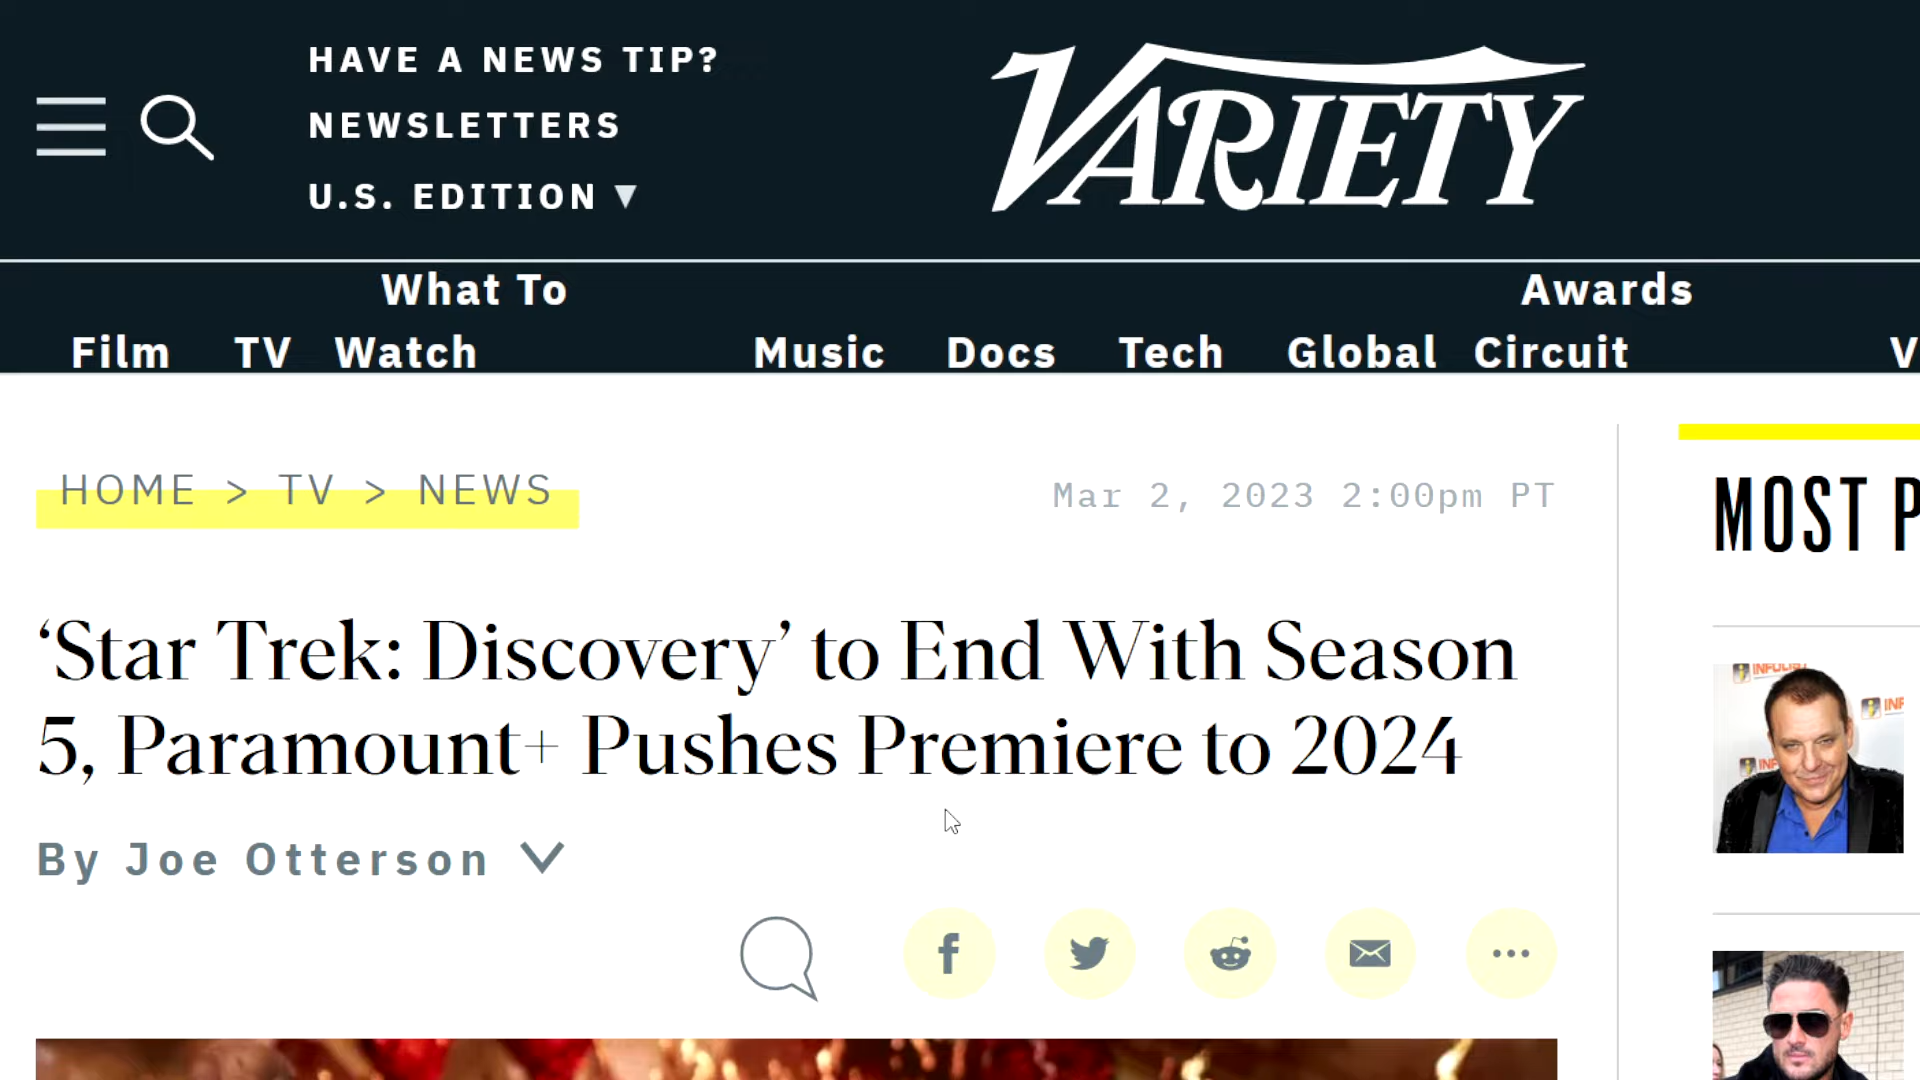 HAVE A NEWS TIP?
NEWSLETTERS
U.S. EDITION ▼
VARIETY
Film
TV
What To
Watch
Music
Docs
Tech
Global
Awards
Circuit
V
HOME > TV > NEWS
Mar 2, 2023 2:00pm PT
‘Star Trek: Discovery’ to End With Season
5, Paramount+ Pushes Premiere to 2024
By Joe Otterson
MOST P